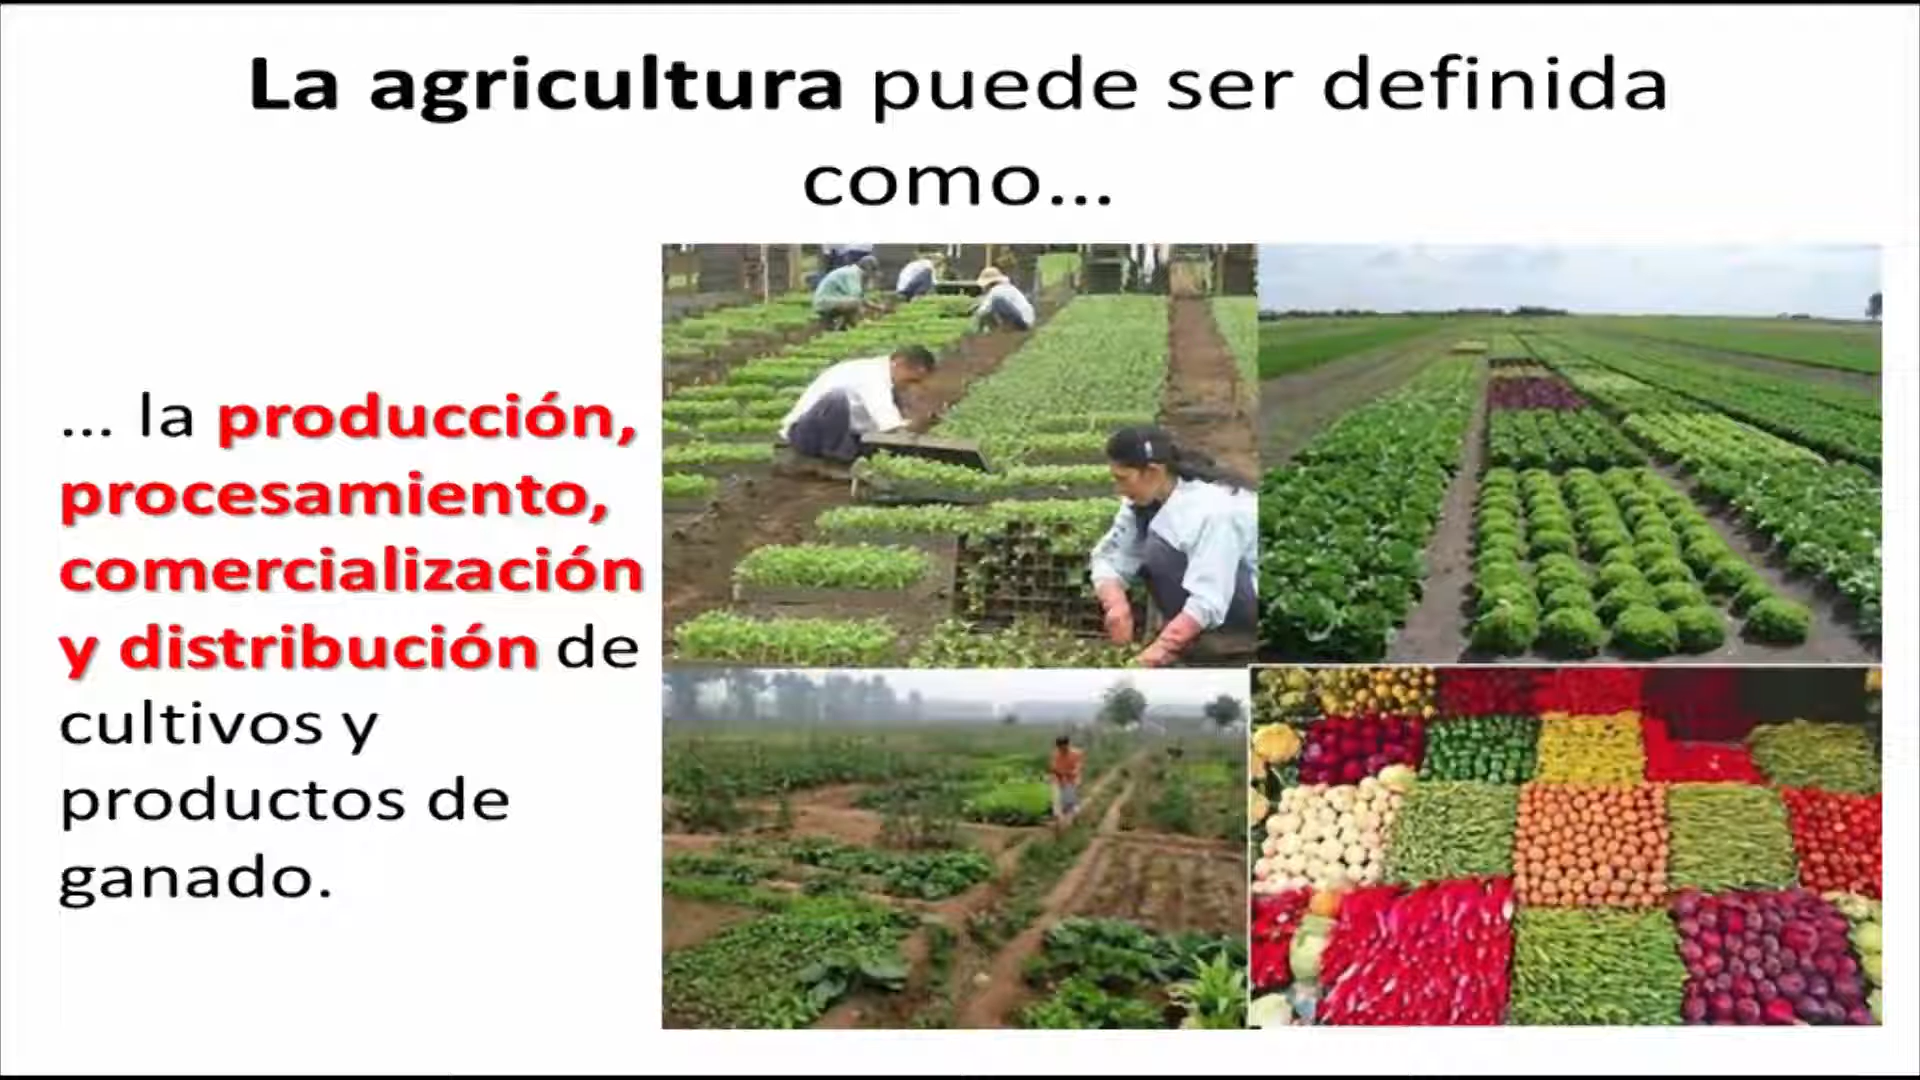 La agricultura puede ser definida
como...
... la producción,
procesamiento,
comercialización
y distribución de
cultivos y
productos de
ganado.